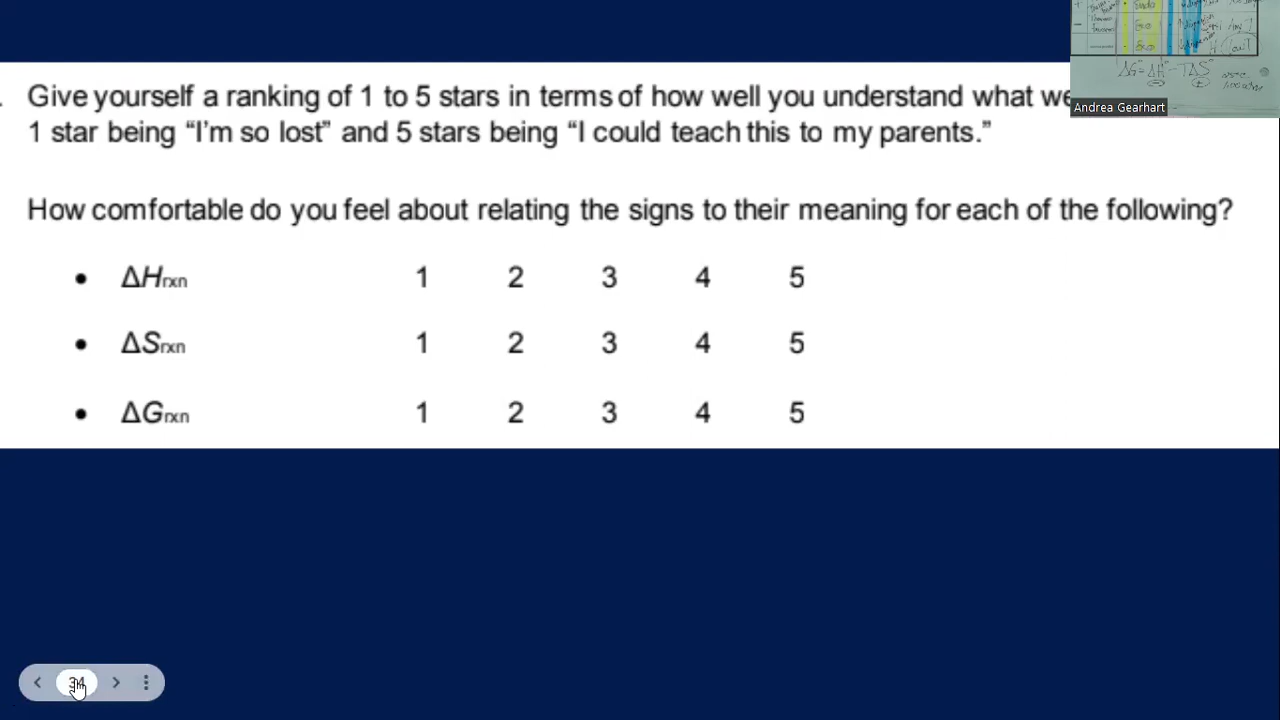 . Give yourself a ranking of 1 to 5 stars in terms of how well you understand what we
1 star being “I’m so lost” and 5 stars being “I could teach this to my parents.”
How comfortable do you feel about relating the signs to their meaning for each of the following?
• ΔHrxn 1 2 3 4 5
• ΔSrxn 1 2 3 4 5
• ΔGrxn 1 2 3 4 5
ΔG°=ΔH°-TΔS°
Andrea Gearhart
34